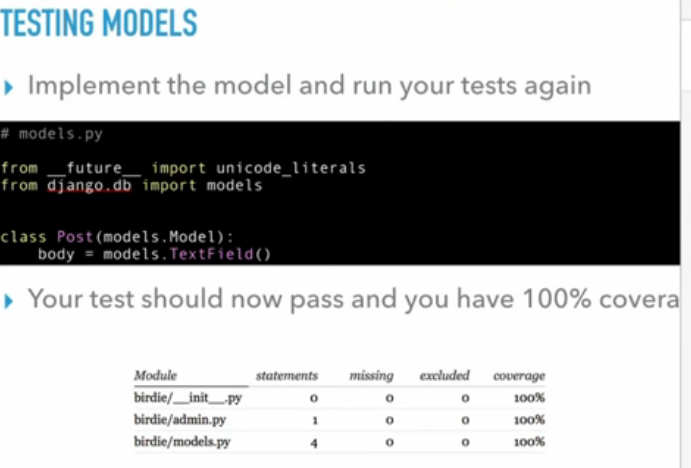 TESTING MODELS
Implement the model and run your tests again
# models.py
from __future__ import unicode_literals
from django.db import models
class Post(models.Model):
    body = models.TextField()
Your test should now pass and you have 100% covera
Module statements missing excluded coverage
birdie/__init__.py 0 0 0 100%
birdie/admin.py 1 0 0 100%
birdie/models.py 4 0 0 100%